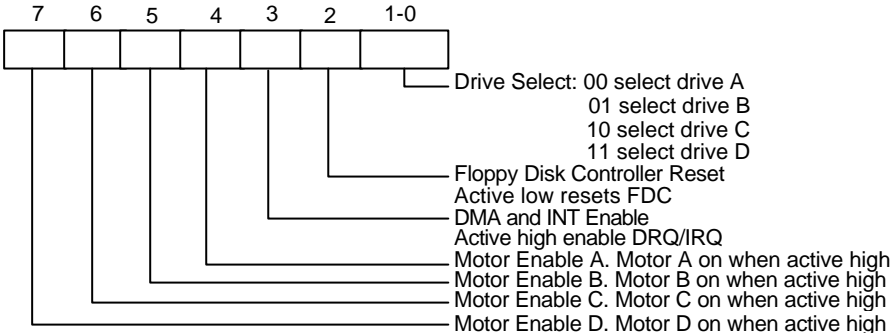 7 6 5 4 3 2 1-0
Drive Select: 00 select drive A
01 select drive B
10 select drive C
11 select drive D
Floppy Disk Controller Reset
Active low resets FDC
DMA and INT Enable
Active high enable DRQ/IRQ
Motor Enable A. Motor A on when active high
Motor Enable B. Motor B on when active high
Motor Enable C. Motor C on when active high
Motor Enable D. Motor D on when active high